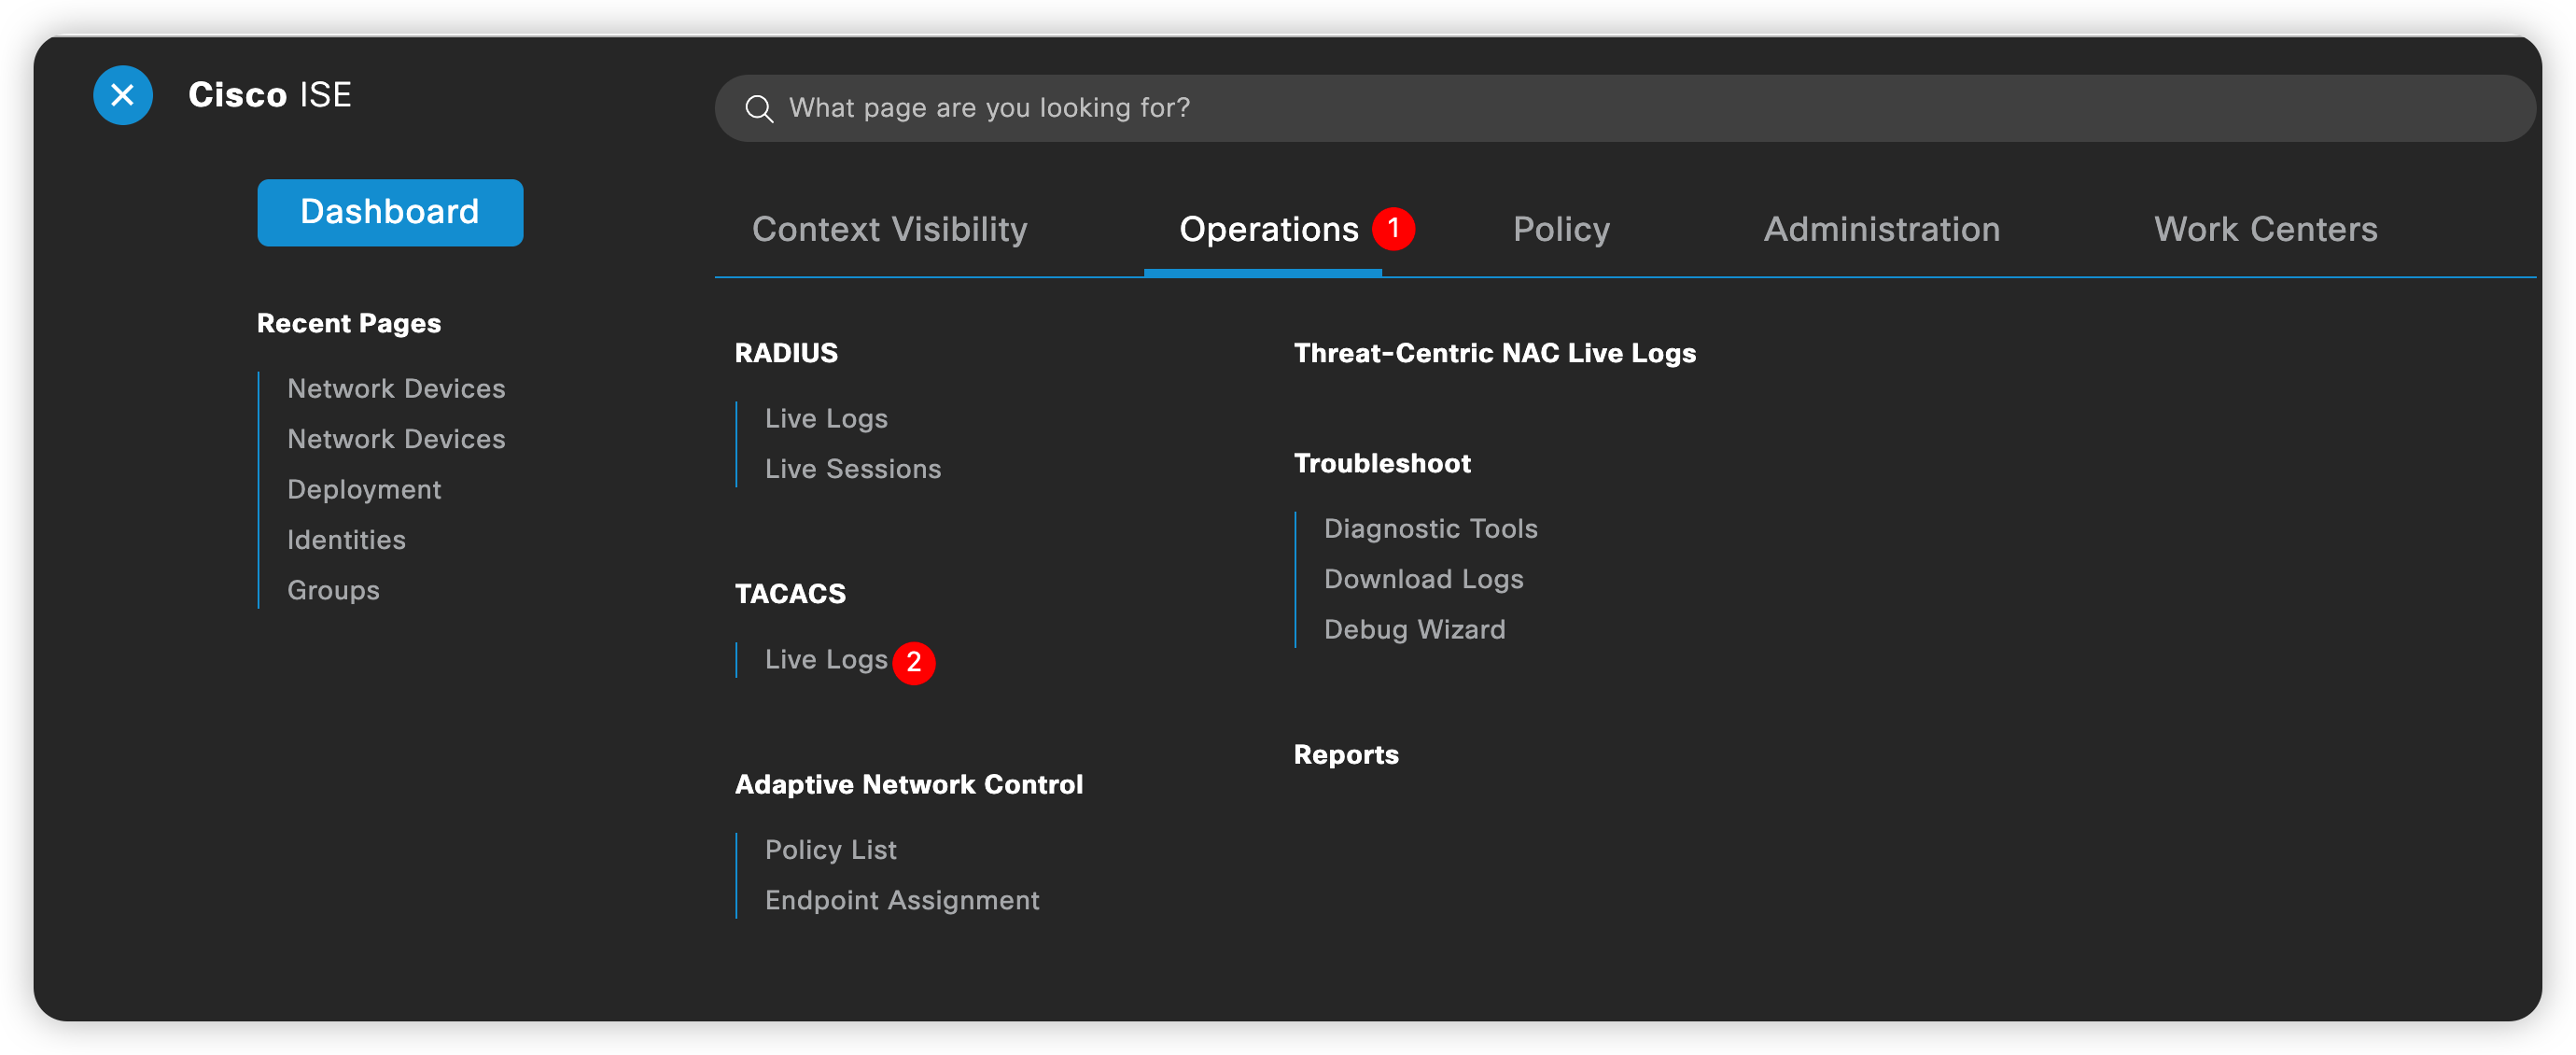 Cisco ISE
What page are you looking for?
Dashboard
Recent Pages
Network Devices
Network Devices
Deployment
Identities
Groups
Context Visibility
Operations 1
Policy
Administration
Work Centers
RADIUS
Live Logs
Live Sessions
TACACS
Live Logs 2
Adaptive Network Control
Policy List
Endpoint Assignment
Threat-Centric NAC Live Logs
Troubleshoot
Diagnostic Tools
Download Logs
Debug Wizard
Reports